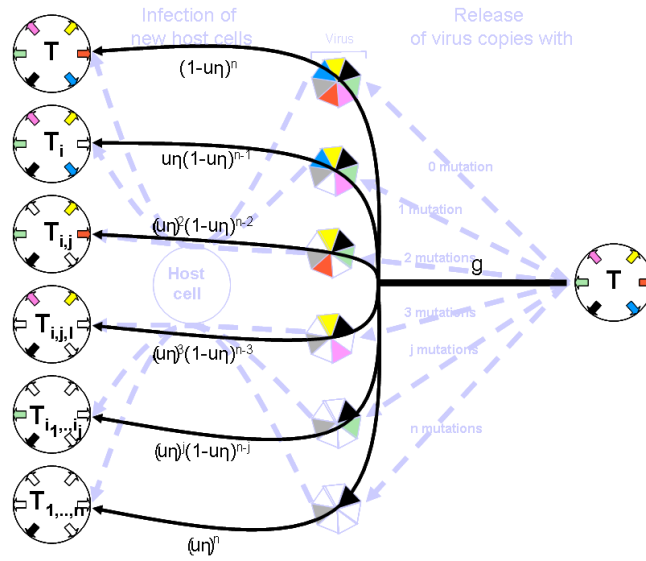 Infection of
new host cells
Virus
Release
of virus copies with
T
(1-uη)ⁿ
T_i
uη(1-uη)ⁿ⁻¹
0 mutation
1 mutation
T_i,j
(uη)²(1-uη)ⁿ⁻²
2 mutations
Host
cell
g
T
T_i,j,l
(uη)³(1-uη)ⁿ⁻³
3 mutations
j mutations
T_i₁,..,i_j
(uη)ʲ(1-uη)ⁿ⁻ʲ
n mutations
T_1,..,n
(uη)ⁿ